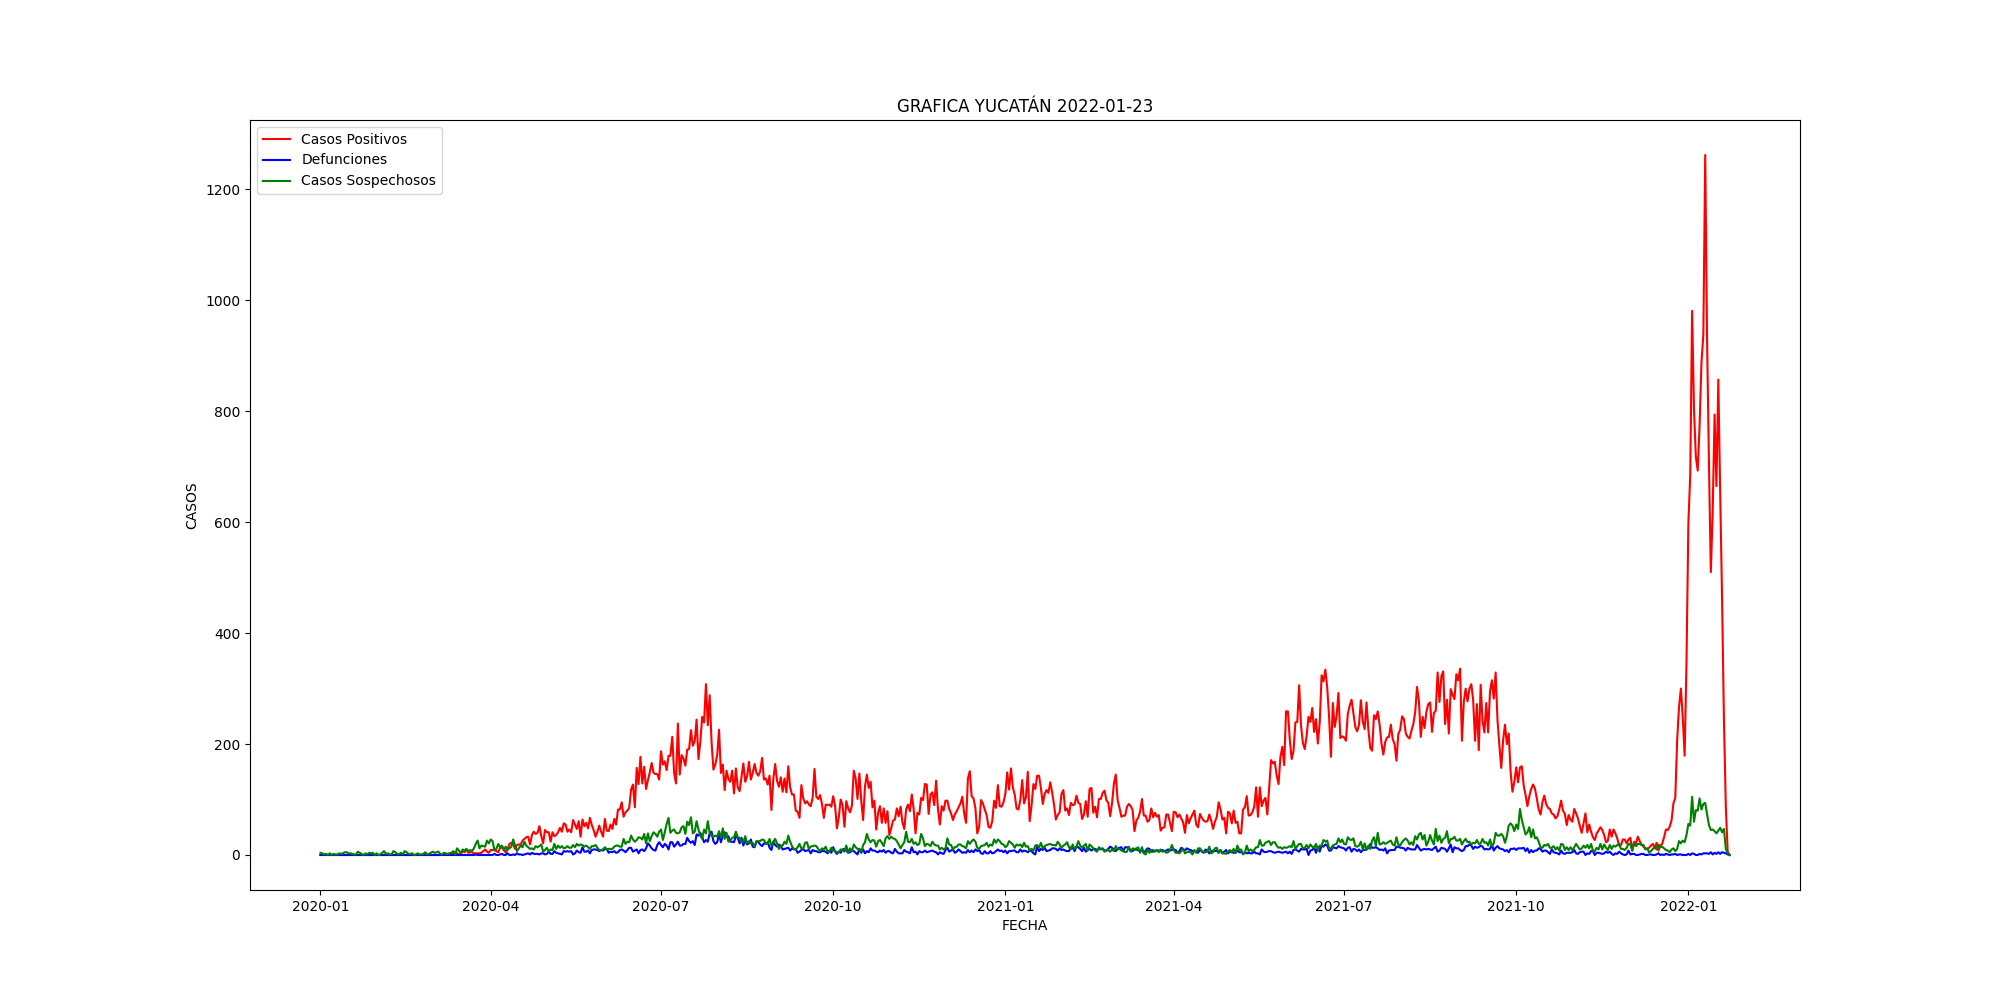 GRAFICA YUCATÁN 2022-01-23
Casos Positivos
Defunciones
Casos Sospechosos
1200
1000
800
600
400
200
0
CASOS
2020-01 2020-04 2020-07 2020-10 2021-01 2021-04 2021-07 2021-10 2022-01
FECHA